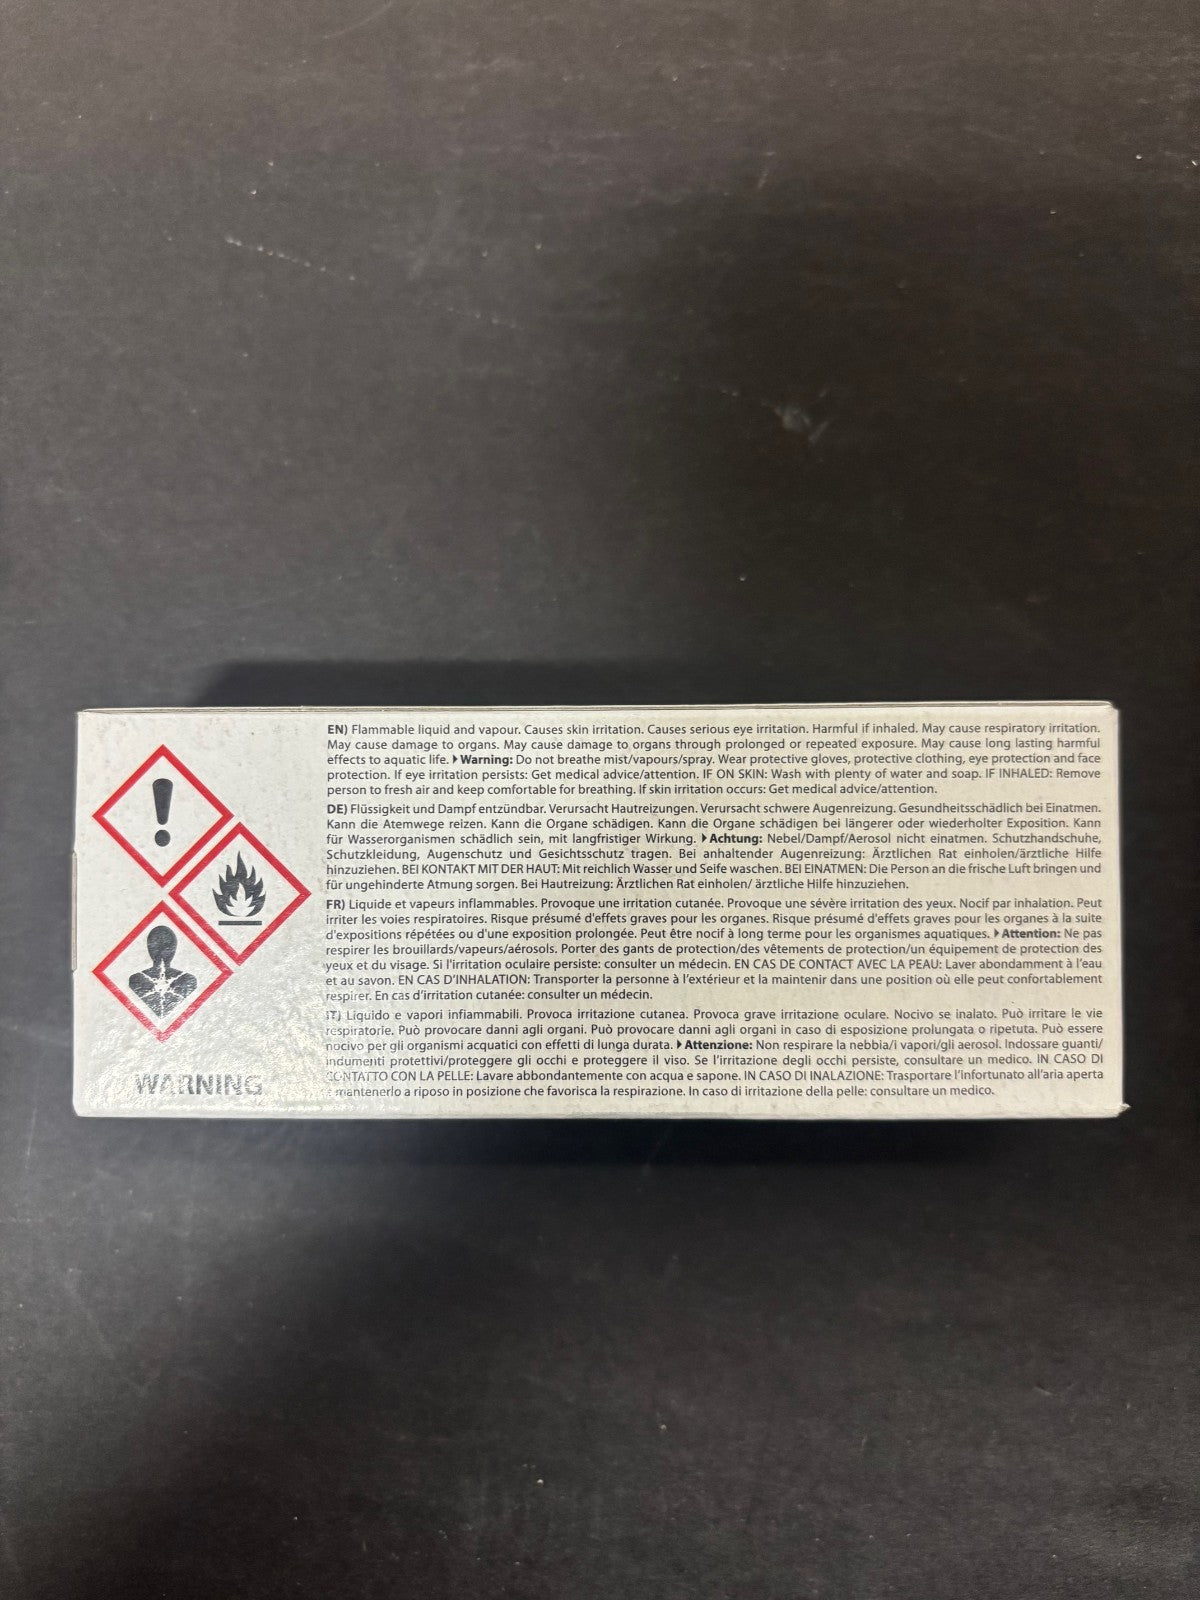 EN) Flammable liquid and vapour. Causes skin irritation. Causes serious eye irritation. Harmful if inhaled. May cause respiratory irritation.
May cause damage to organs. May cause damage to organs through prolonged or repeated exposure. May cause long lasting harmful
effects to aquatic life. ▶Warning: Do not breathe mist/vapours/spray. Wear protective gloves, protective clothing, eye protection and face
protection. If eye irritation persists: Get medical advice/attention. IF ON SKIN: Wash with plenty of water and soap. IF INHALED: Remove
person to fresh air and keep comfortable for breathing. If skin irritation occurs: Get medical advice/attention.
DE) Flüssigkeit und Dampf entzündbar. Verursacht Hautreizungen. Verursacht schwere Augenreizung. Gesundheitsschädlich bei Einatmen.
Kann die Atemwege reizen. Kann die Organe schädigen. Kann die Organe schädigen bei längerer oder wiederholter Exposition. Kann
für Wasserorganismen schädlich sein, mit langfristiger Wirkung. ▶Achtung: Nebel/Dampf/Aerosol nicht einatmen. Schutzhandschuhe,
Schutzkleidung, Augenschutz und Gesichtsschutz tragen. Bei anhaltender Augenreizung: Ärztlichen Rat einholen/ärztliche Hilfe
hinzuziehen. BEI KONTAKT MIT DER HAUT: Mit reichlich Wasser und Seife waschen. BEI EINATMEN: Die Person an die frische Luft bringen und
für ungehinderte Atmung sorgen. Bei Hautreizung: Ärztlichen Rat einholen/ ärztliche Hilfe hinzuziehen.
FR) Liquide et vapeurs inflammables. Provoque une irritation cutanée. Provoque une sévère irritation des yeux. Nocif par inhalation. Peut
irriter les voies respiratoires. Risque présumé d'effets graves pour les organes. Risque présumé d'effets graves pour les organes à la suite
d'expositions répétées ou d'une exposition prolongée. Peut être nocif à long terme pour les organismes aquatiques. ▶Attention: Ne pas
respirer les brouillards/vapeurs/aérosols. Porter des gants de protection/des vêtements de protection/un équipement de protection des
yeux et du visage. Si l'irritation oculaire persiste: consulter un médecin. EN CAS DE CONTACT AVEC LA PEAU: Laver abondamment à l'eau
et au savon. EN CAS D'INHALATION: Transporter la personne à l'extérieur et la maintenir dans une position où elle peut confortablement
respirer. En cas d'irritation cutanée: consulter un médecin.
IT) Liquido e vapori infiammabili. Provoca irritazione cutanea. Provoca grave irritazione oculare. Nocivo se inalato. Può irritare le vie
respiratorie. Può provocare danni agli organi. Può provocare danni agli organi in caso di esposizione prolungata o ripetuta. Può essere
nocivo per gli organismi acquatici con effetti di lunga durata. ▶Attenzione: Non respirare la nebbia/i vapori/gli aerosol. Indossare guanti/
indumenti protettivi/proteggere gli occhi e proteggere il viso. Se l'irritazione degli occhi persiste, consultare un medico. IN CASO DI
CONTATTO CON LA PELLE: Lavare abbondantemente con acqua e sapone. IN CASO DI INALAZIONE: Trasportare l'infortunato all'aria aperta
e mantenerlo a riposo in posizione che favorisca la respirazione. In caso di irritazione della pelle: consultare un medico.
WARNING